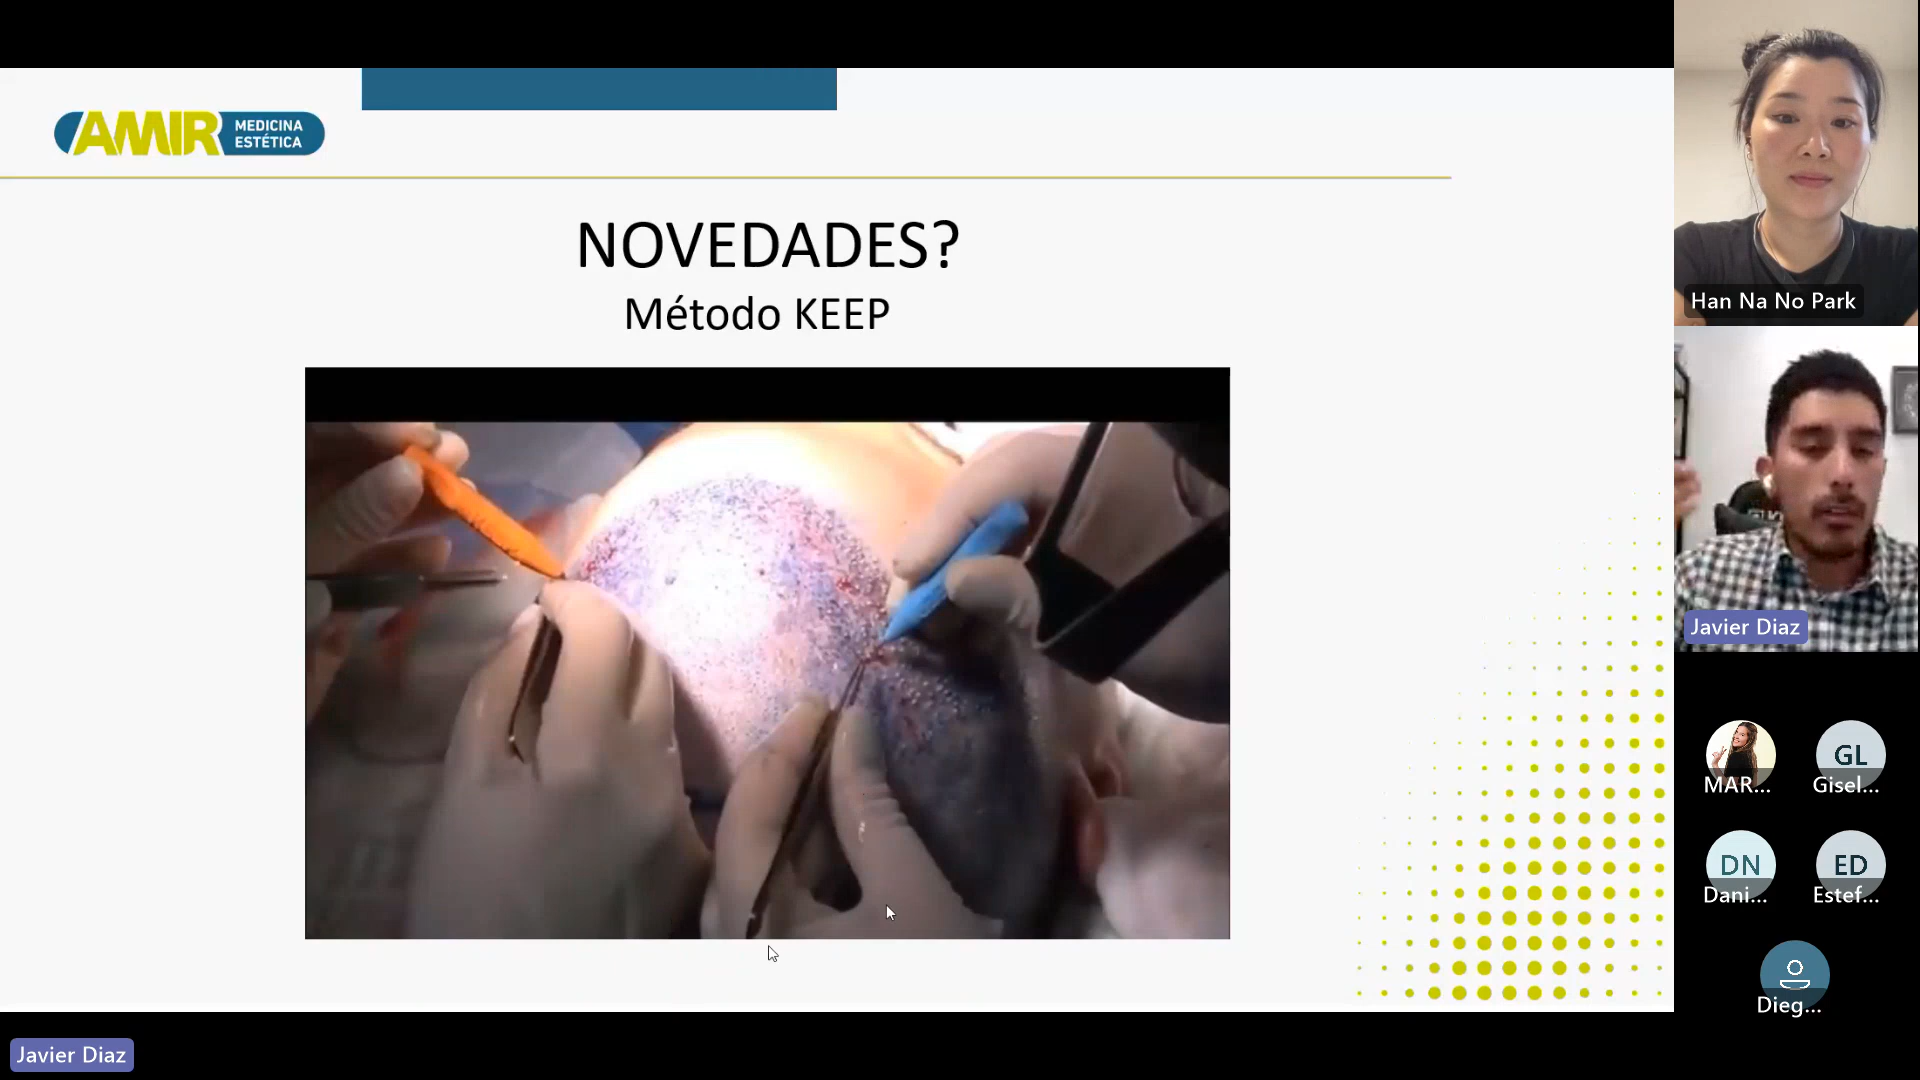 AMIR MEDICINA
ESTÉTICA
NOVEDADES?
Método KEEP
Han Na No Park
Javier Diaz
MAR...
GL
Gisel...
DN
Dani...
ED
Estef...
Dieg...
Javier Diaz